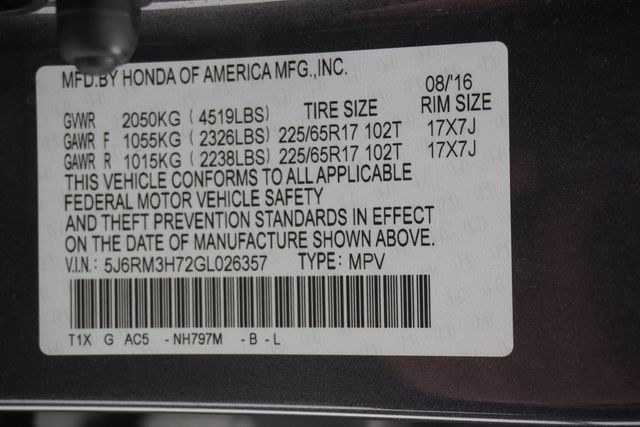 MFD.BY HONDA OF AMERICA MFG.,INC.
08/'16
GVWR 2050KG ( 4519LBS) TIRE SIZE RIM SIZE
GAWR F 1055KG ( 2326LBS) 225/65R17 102T 17X7J
GAWR R 1015KG ( 2238LBS) 225/65R17 102T 17X7J
THIS VEHICLE CONFORMS TO ALL APPLICABLE
FEDERAL MOTOR VEHICLE SAFETY
AND THEFT PREVENTION STANDARDS IN EFFECT
ON THE DATE OF MANUFACTURE SHOWN ABOVE.
V.I.N.: 5J6RM3H72GL026357 TYPE: MPV
T1X G AC5 - NH797M - B - L